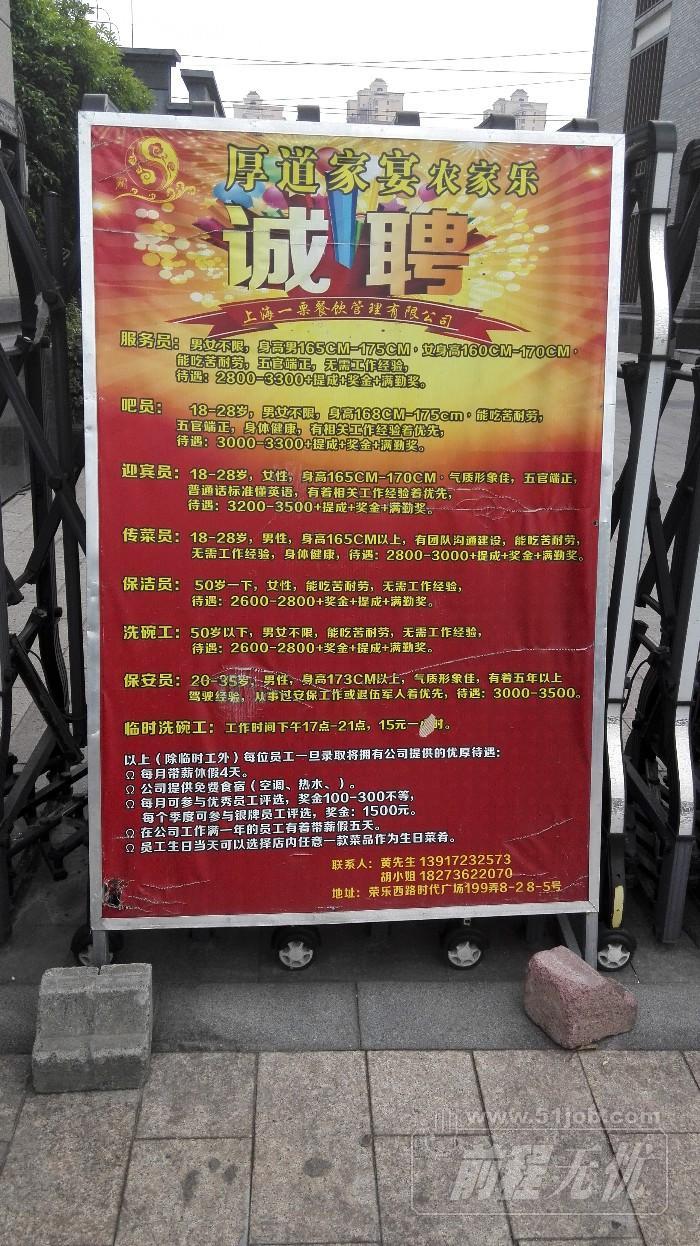 厚道家宴农家乐
诚聘
上海一粟餐饮管理有限公司
服务员：男女不限，身高男165CM-175CM，女身高160CM-170CM，
能吃苦耐劳，五官端正，无需工作经验，
待遇：2800-3300+提成+奖金+满勤奖。
吧员： 18-28岁，男女不限，身高168CM-175cm，能吃苦耐劳，
五官端正，身体健康，有相关工作经验着优先，
待遇：3000-3300+提成+奖金+满勤奖。
迎宾员：18-28岁，女性，身高165CM-170CM，气质形象佳，五官端正，
普通话标准懂英语，有着相关工作经验着优先，
待遇：3200-3500+提成+奖金+满勤奖。
传菜员：18-28岁，男性，身高165CM以上，有团队沟通建设，能吃苦耐劳，
无需工作经验，身体健康，待遇：2800-3000+提成+满勤奖。
保洁员： 50岁一下，女性，能吃苦耐劳，无需工作经验，
待遇：2600-2800+奖金+提成+满勤奖。
洗碗工：50岁以下，男女不限，能吃苦耐劳，无需工作经验，
待遇：2600-2800+奖金+提成+满勤奖。
保安员：20-35岁，男性，身高173CM以上，气质形象佳，有着五年以上
驾驶经验，从事过安保工作或退伍军人着优先，待遇：3000-3500。
临时洗碗工：工作时间下午17点-21点，15元一 时。
以上（除临时工外）每位员工一旦录取将拥有公司提供的优厚待遇：
Ω 每月带薪休假4天。
Ω 公司提供免费食宿（空调、热水、）。
Ω 每月可参与优秀员工评选，奖金100-300不等，
每个季度可参与银牌员工评选，奖金：1500元。
Ω 在公司工作满一年的员工有着带薪假五天。
Ω 员工生日当天可以选择店内任意一款菜品作为生日菜肴。
联系人：黄先生 13917232573
胡小姐 18273622070
地址：荣乐西路时代广场199弄8-28-5号
www.51job.com
前程无忧